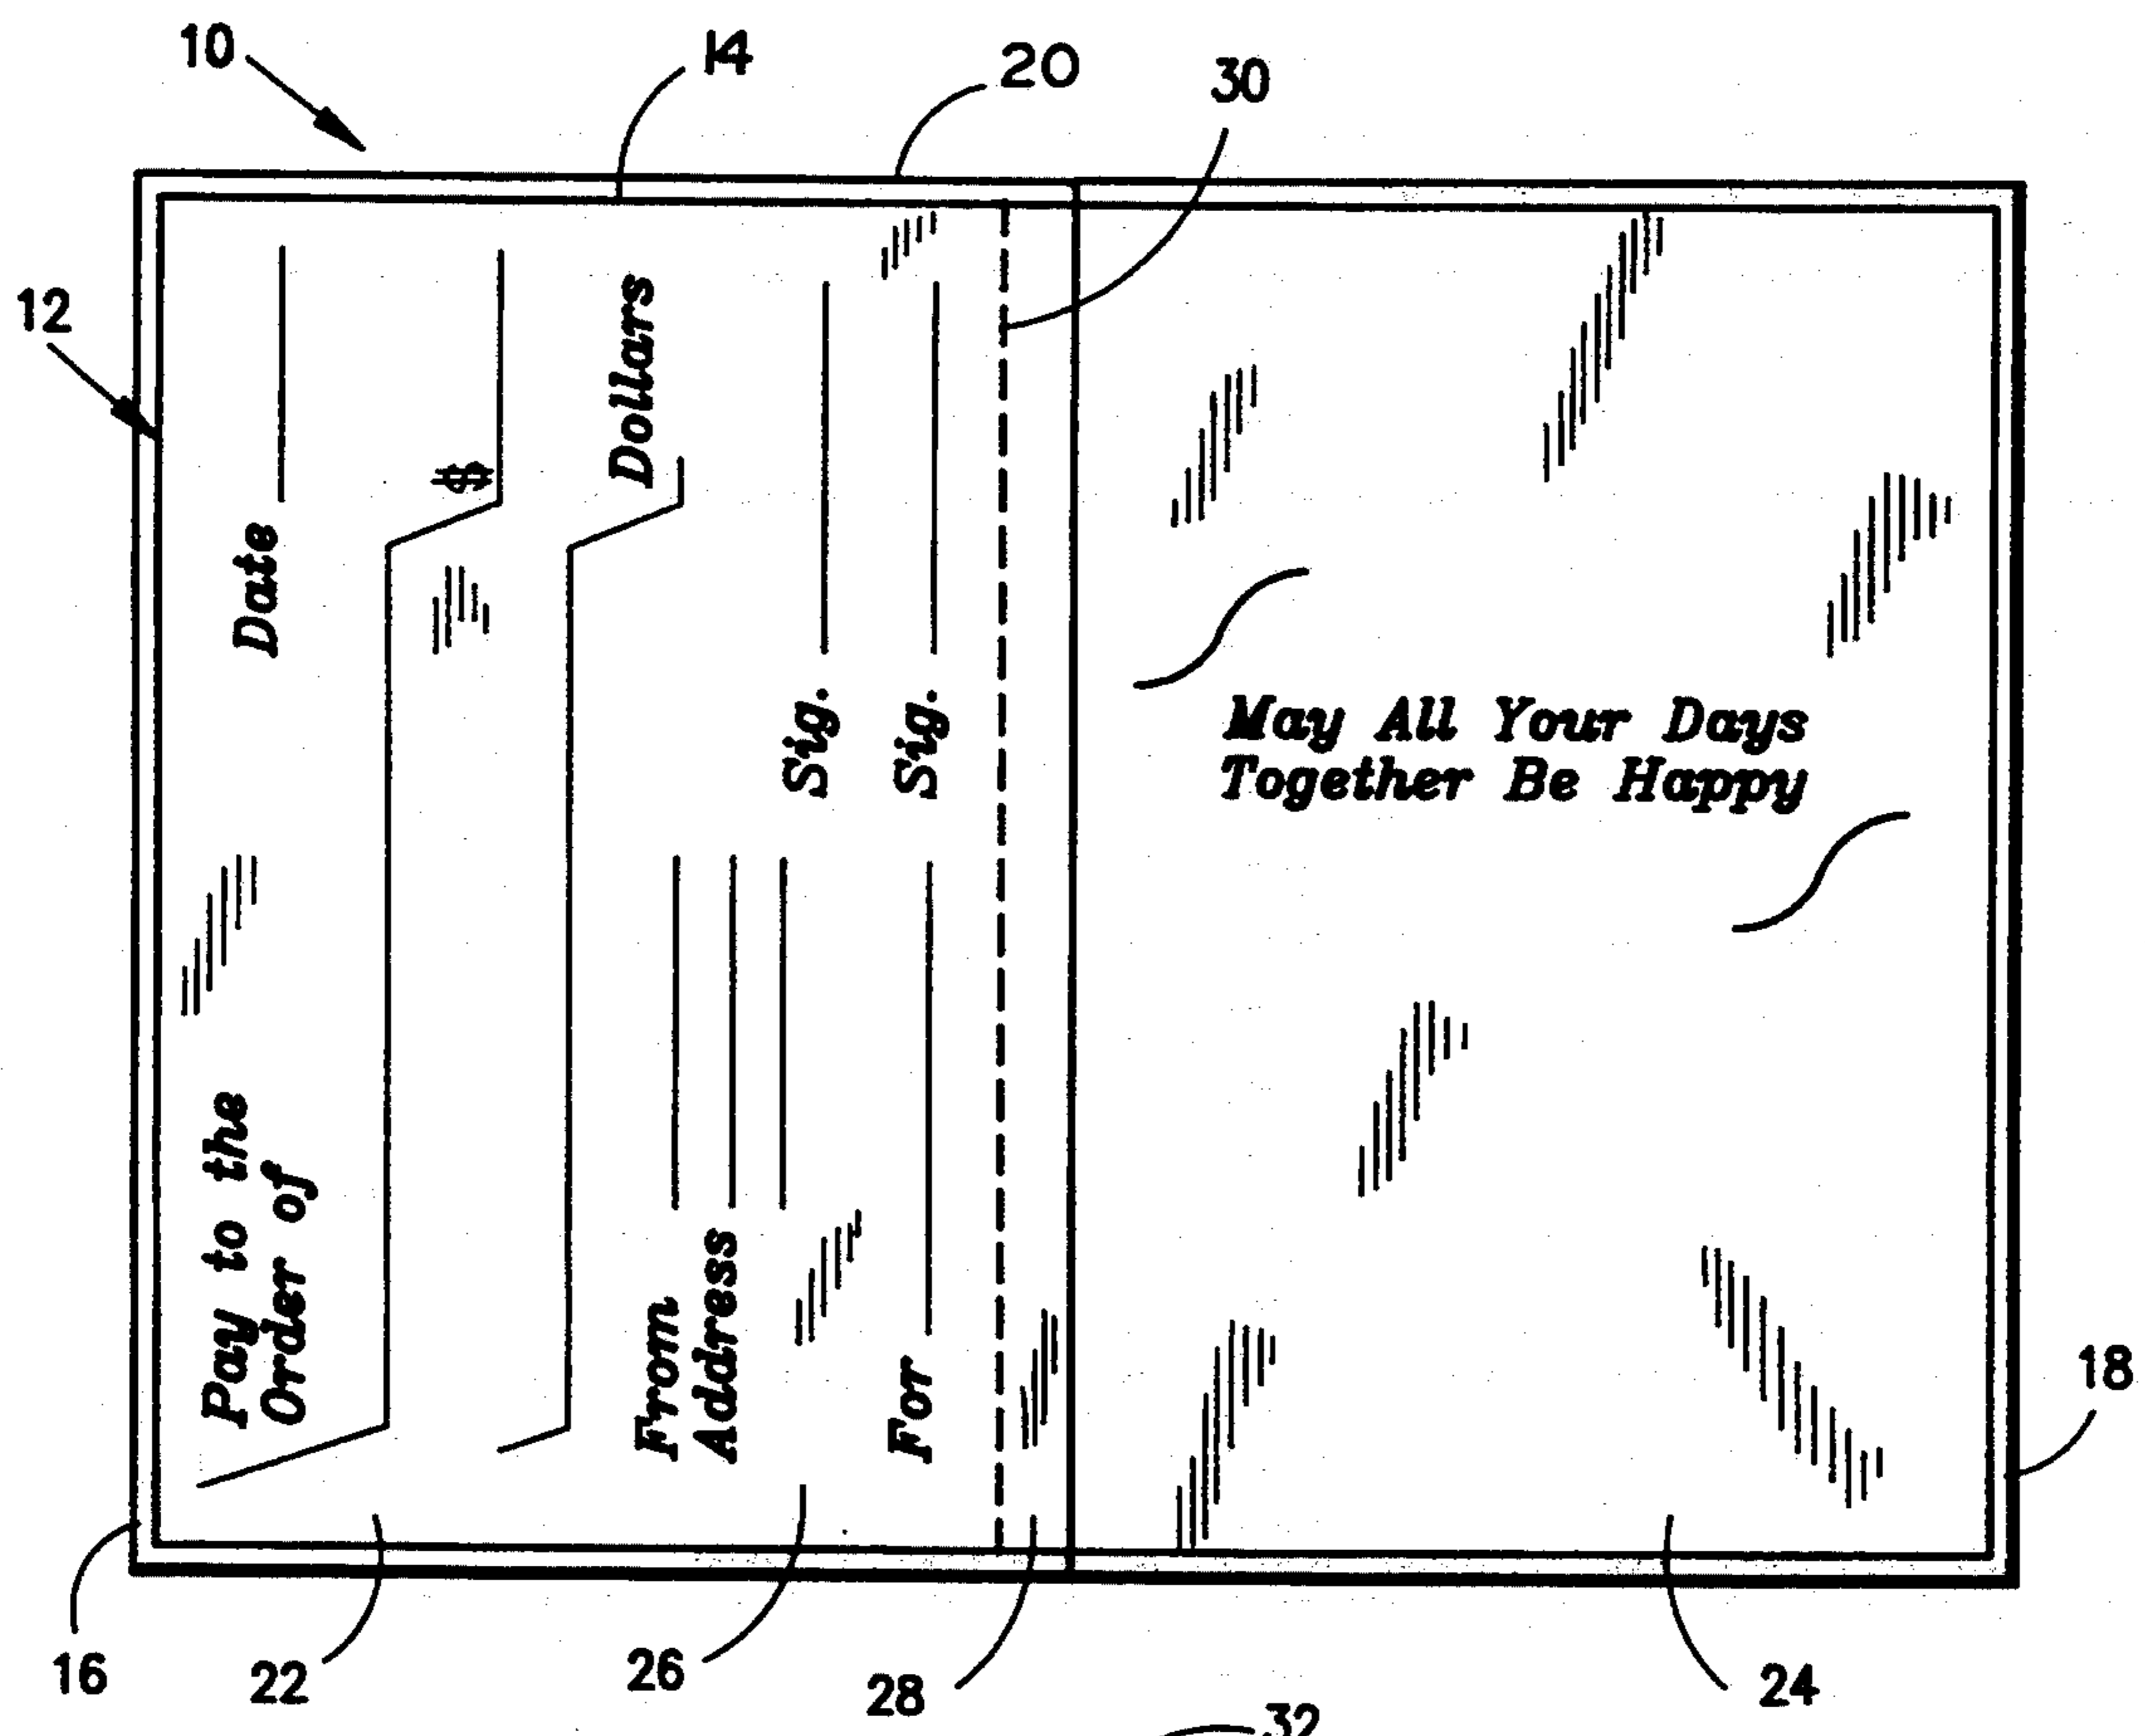 10
14
20
30
12
Date
$
Dollars
Sig.
Sig.
Pay to the
Order of
From
Address
For
May All Your Days
Together Be Happy
18
16
22
26
28
24
32